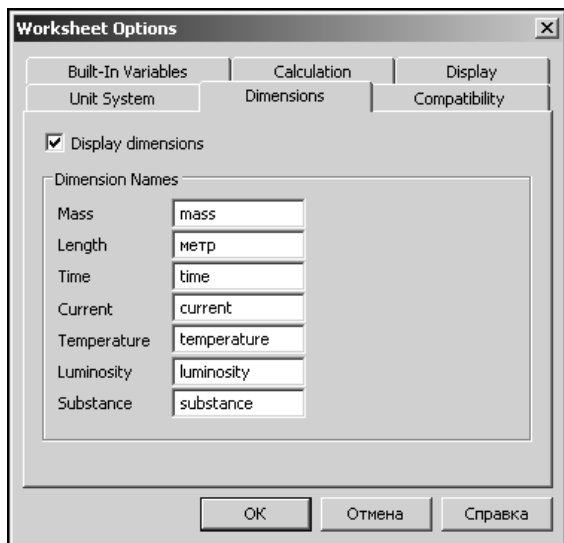 Worksheet Options
Built-In Variables Calculation Display
Unit System Dimensions Compatibility
Display dimensions
Dimension Names
Mass mass
Length метр
Time time
Current current
Temperature temperature
Luminosity luminosity
Substance substance
OK Отмена Справка